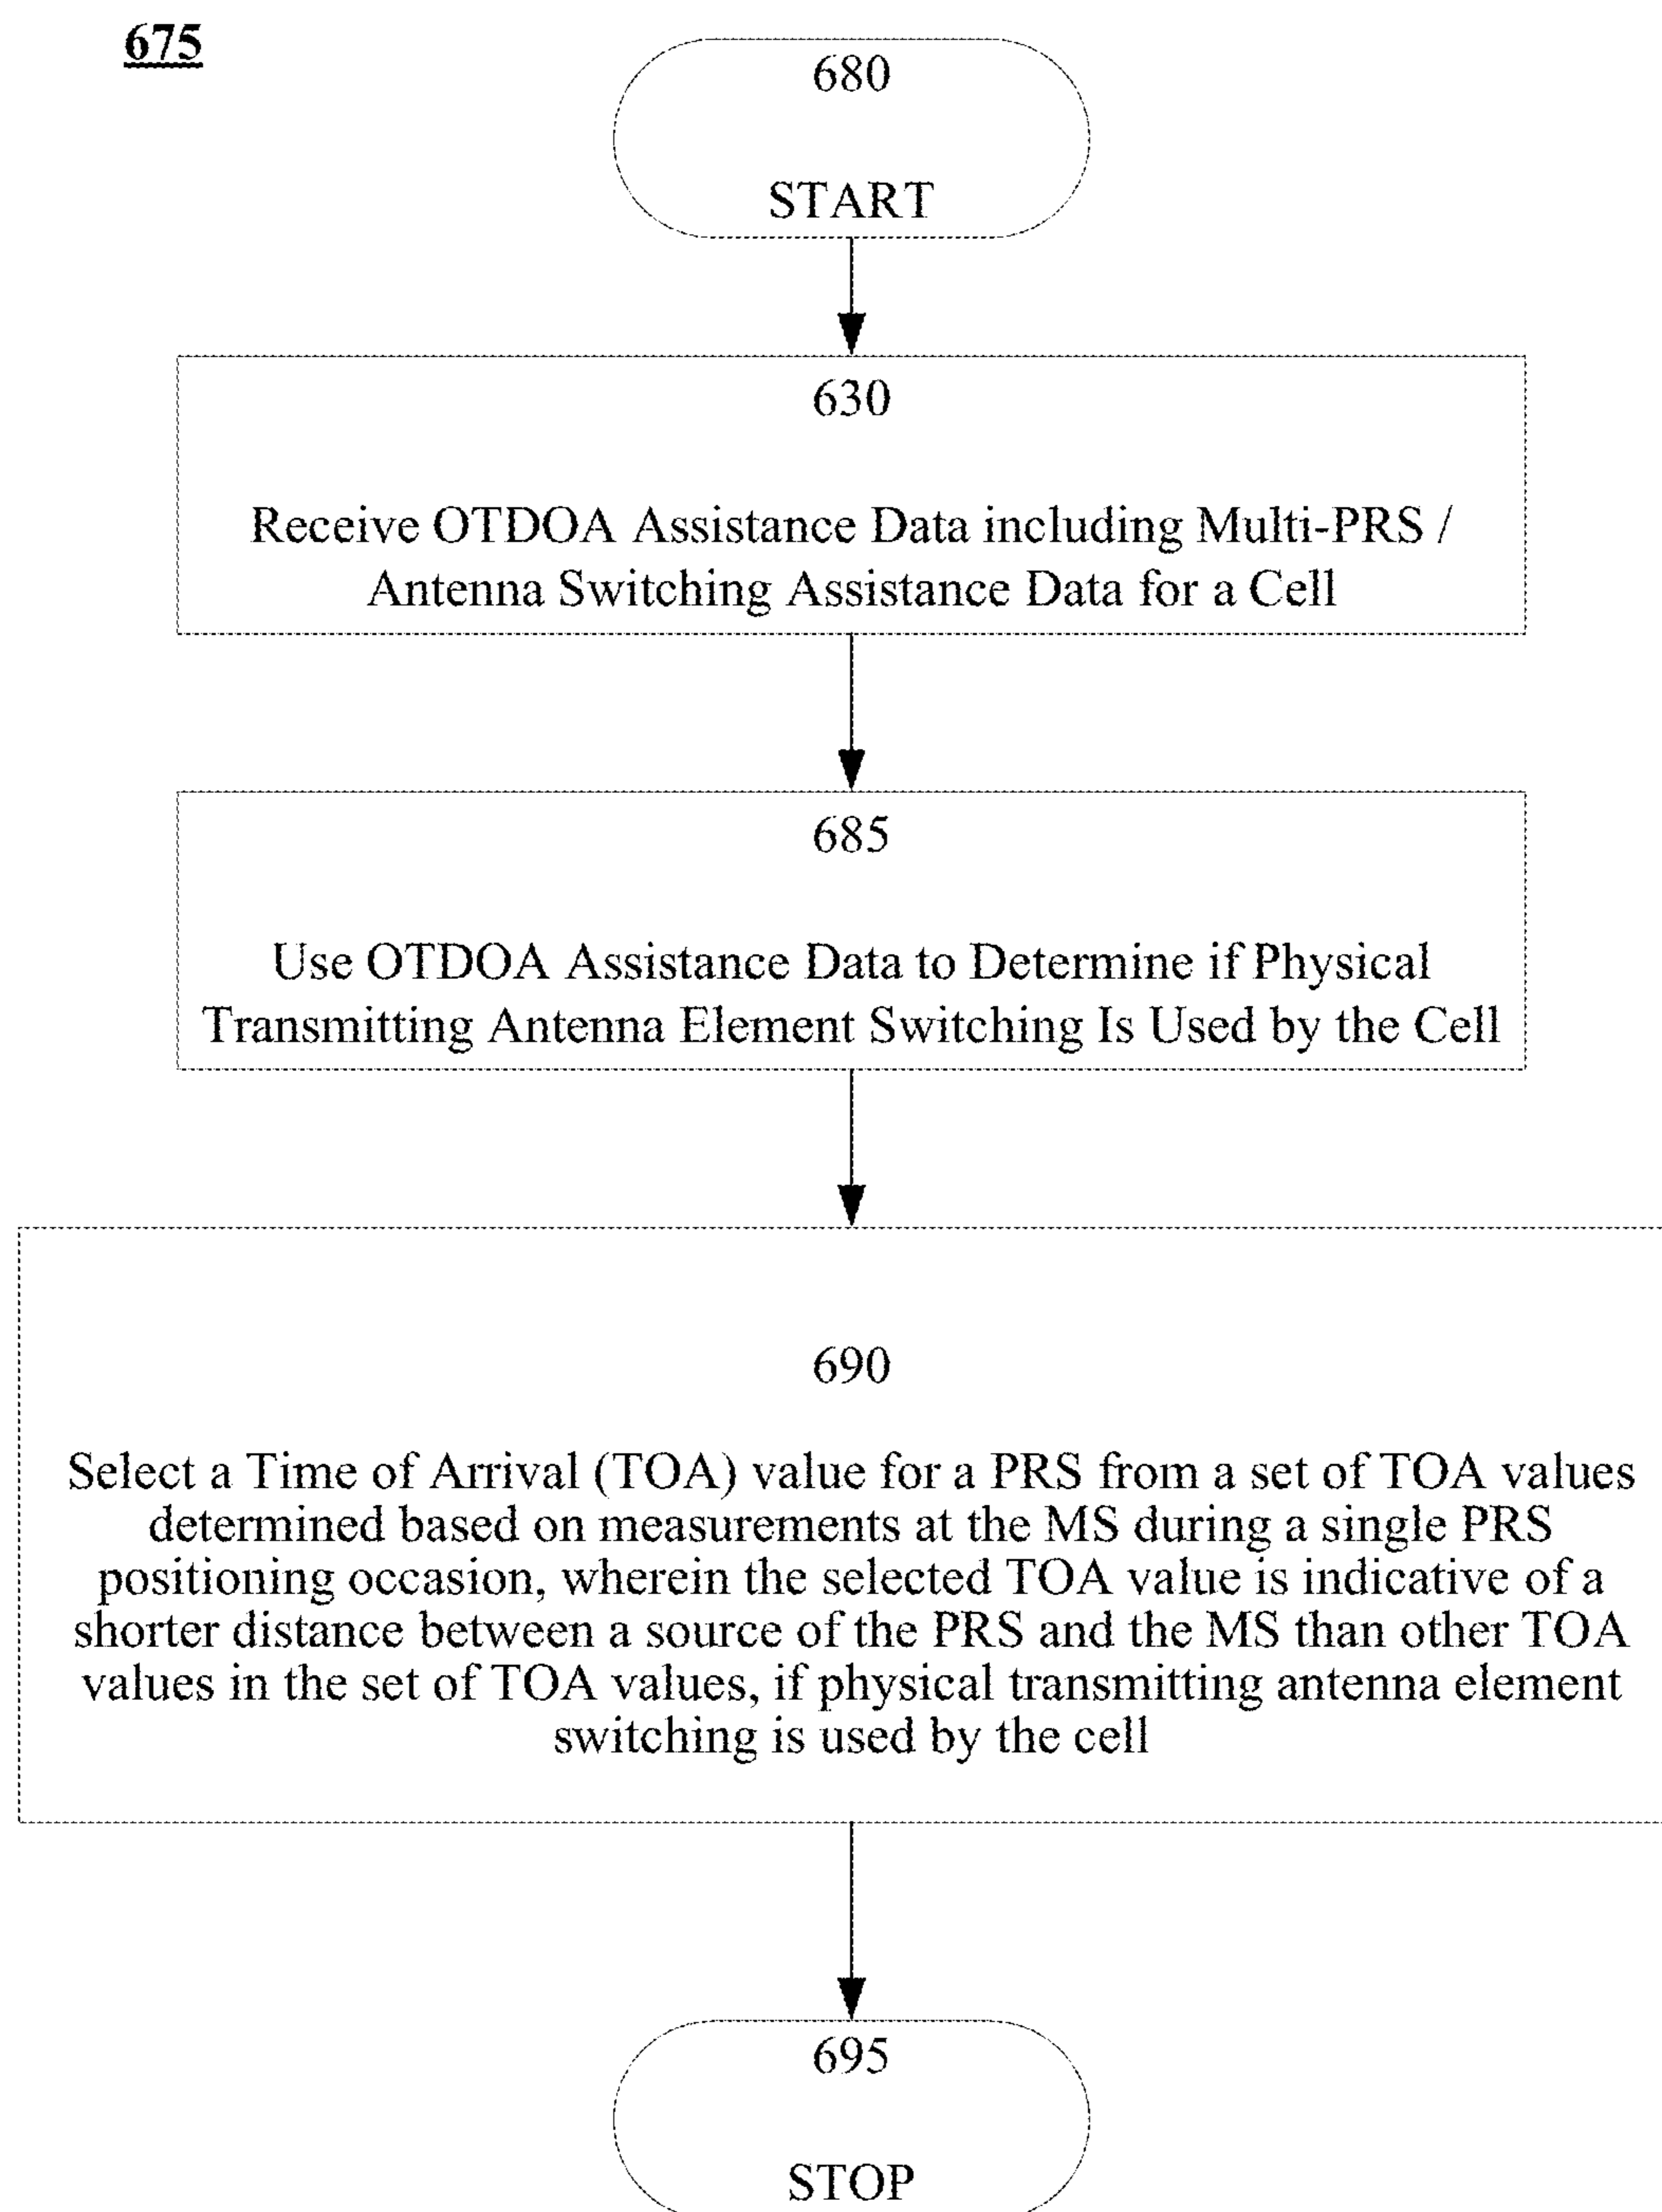 675
680
START
630
Receive OTDOA Assistance Data including Multi-PRS /
Antenna Switching Assistance Data for a Cell
685
Use OTDOA Assistance Data to Determine if Physical
Transmitting Antenna Element Switching Is Used by the Cell
690
Select a Time of Arrival (TOA) value for a PRS from a set of TOA values
determined based on measurements at the MS during a single PRS
positioning occasion, wherein the selected TOA value is indicative of a
shorter distance between a source of the PRS and the MS than other TOA
values in the set of TOA values, if physical transmitting antenna element
switching is used by the cell
695
STOP